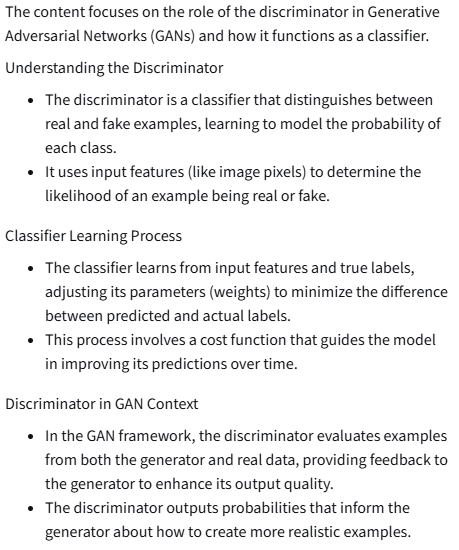 The content focuses on the role of the discriminator in Generative
Adversarial Networks (GANs) and how it functions as a classifier.
Understanding the Discriminator
• The discriminator is a classifier that distinguishes between
real and fake examples, learning to model the probability of
each class.
• It uses input features (like image pixels) to determine the
likelihood of an example being real or fake.
Classifier Learning Process
• The classifier learns from input features and true labels,
adjusting its parameters (weights) to minimize the difference
between predicted and actual labels.
• This process involves a cost function that guides the model
in improving its predictions over time.
Discriminator in GAN Context
• In the GAN framework, the discriminator evaluates examples
from both the generator and real data, providing feedback to
the generator to enhance its output quality.
• The discriminator outputs probabilities that inform the
generator about how to create more realistic examples.